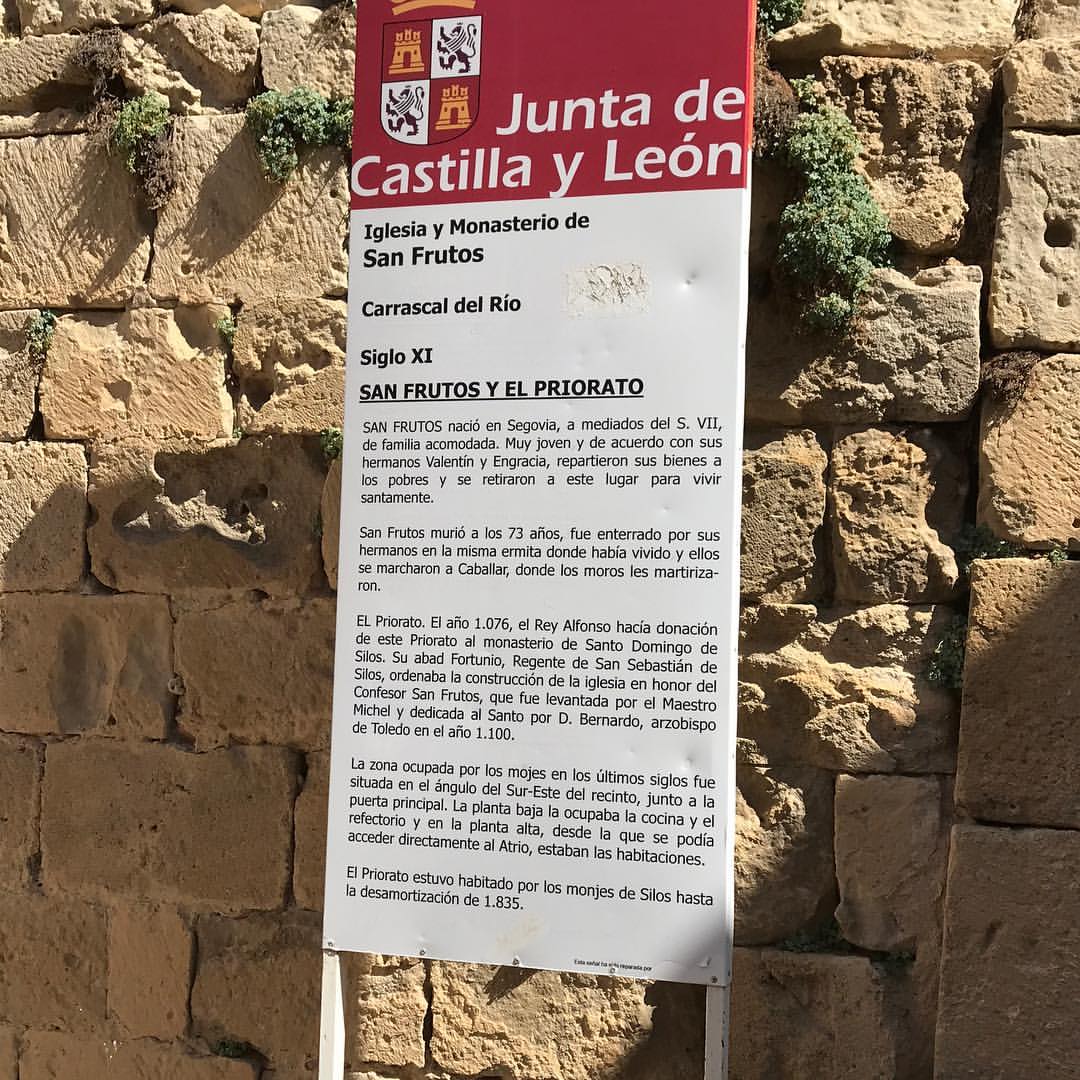 Junta de
Castilla y León
Iglesia y Monasterio de
San Frutos
Carrascal del Río
Siglo XI
SAN FRUTOS Y EL PRIORATO
SAN FRUTOS nació en Segovia, a mediados del S. VII,
de familia acomodada. Muy joven y de acuerdo con sus
hermanos Valentín y Engracia, repartieron sus bienes a
los pobres y se retiraron a este lugar para vivir
santamente.
San Frutos murió a los 73 años, fue enterrado por sus
hermanos en la misma ermita donde había vivido y ellos
se marcharon a Caballar, donde los moros les martiriza-
ron.
EL Priorato. El año 1.076, el Rey Alfonso hacía donación
de este Priorato al monasterio de Santo Domingo de
Silos. Su abad Fortunio, Regente de San Sebastián de
Silos, ordenaba la construcción de la iglesia en honor del
Confesor San Frutos, que fue levantada por el Maestro
Michel y dedicada al Santo por D. Bernardo, arzobispo
de Toledo en el año 1.100.
La zona ocupada por los mojes en los últimos siglos fue
situada en el ángulo del Sur-Este del recinto, junto a la
puerta principal. La planta baja la ocupaba la cocina y el
refectorio y en la planta alta, desde la que se podía
acceder directamente al Atrio, estaban las habitaciones.
El Priorato estuvo habitado por los monjes de Silos hasta
la desamortización de 1.835.
Esta señal ha sido reparada por